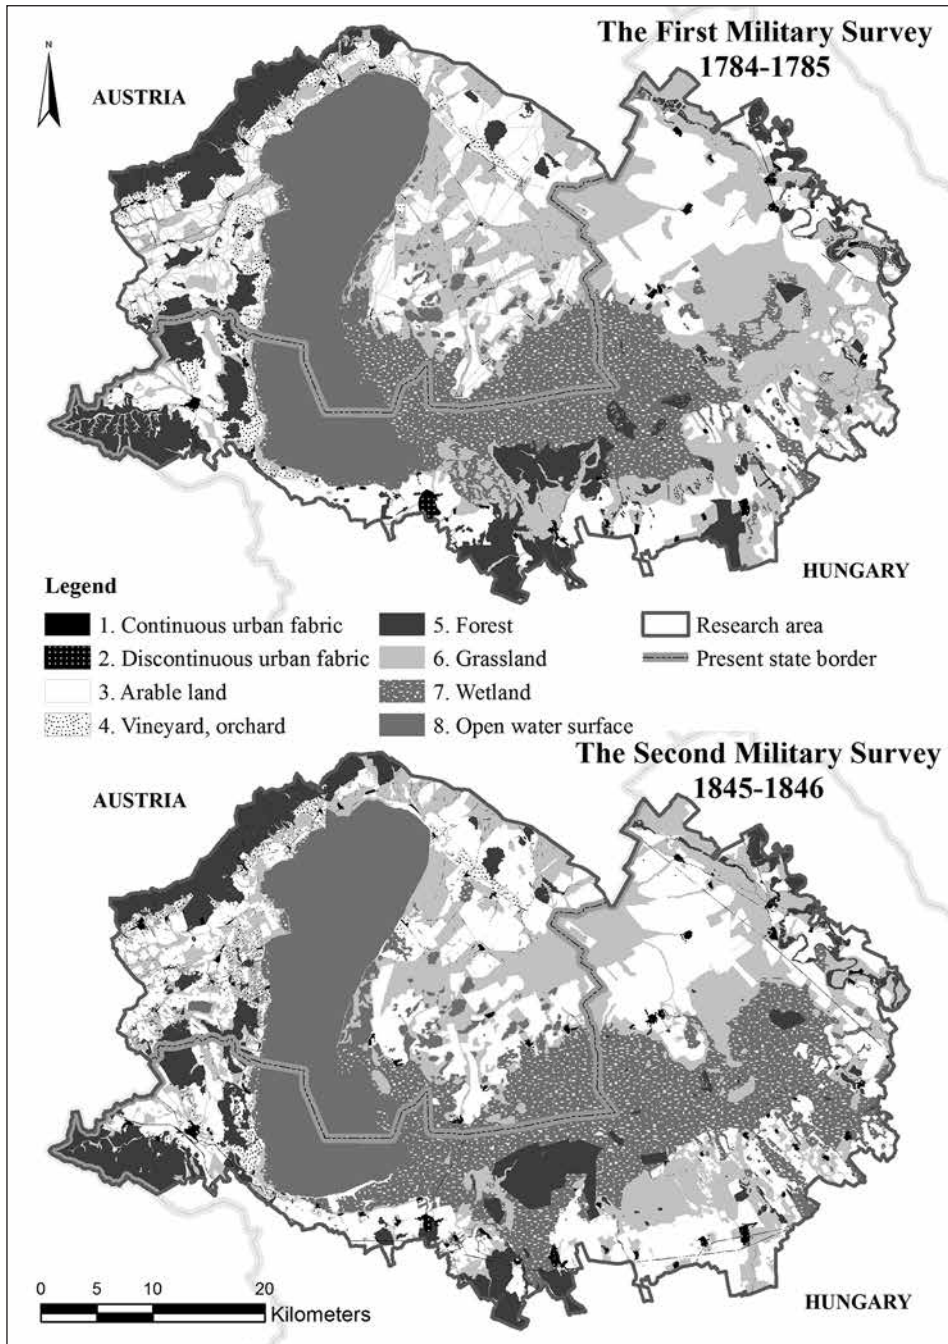 The First Military Survey
1784-1785
N
AUSTRIA
HUNGARY
Legend
1. Continuous urban fabric
2. Discontinuous urban fabric
3. Arable land
4. Vineyard, orchard
5. Forest
6. Grassland
7. Wetland
8. Open water surface
Research area
Present state border
The Second Military Survey
1845-1846
AUSTRIA
HUNGARY
0 5 10 20
Kilometers